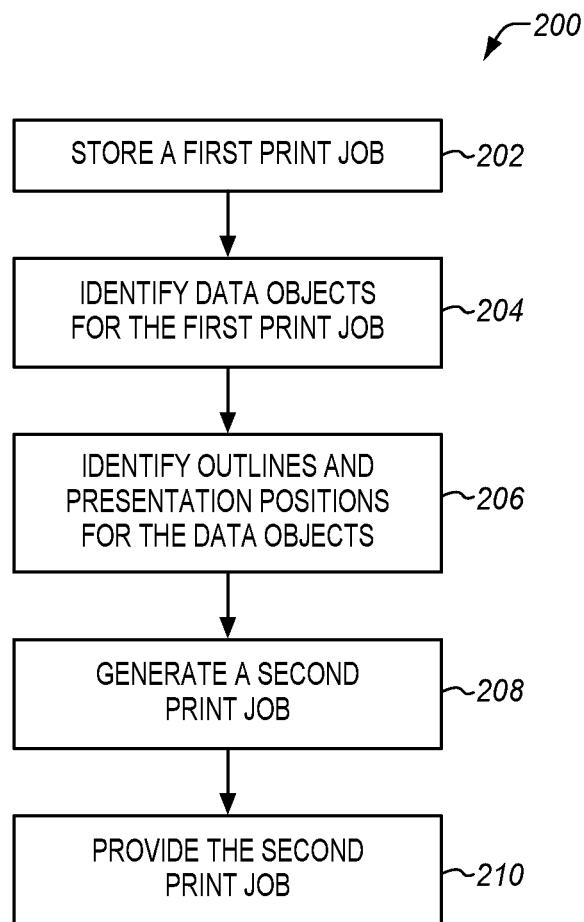 200
STORE A FIRST PRINT JOB
202
IDENTIFY DATA OBJECTS
FOR THE FIRST PRINT JOB
204
IDENTIFY OUTLINES AND
PRESENTATION POSITIONS
FOR THE DATA OBJECTS
206
GENERATE A SECOND
PRINT JOB
208
PROVIDE THE SECOND
PRINT JOB
210